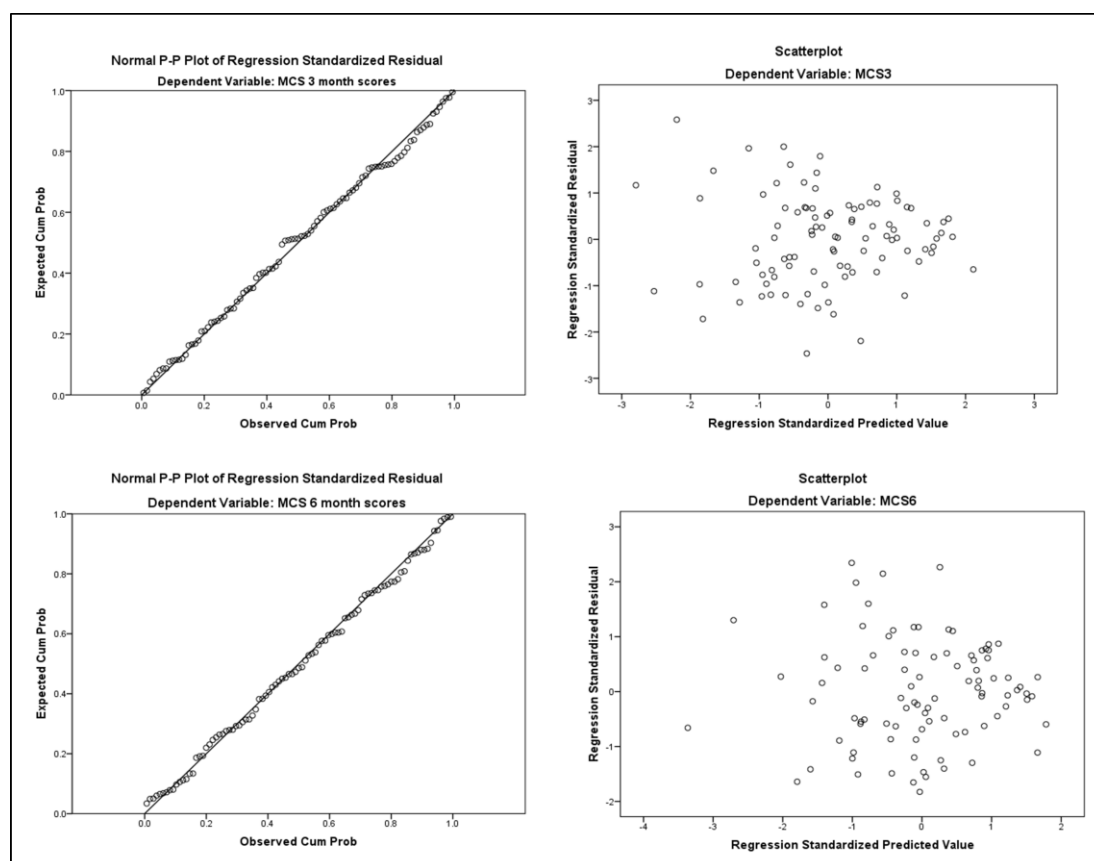 Normal P-P Plot of Regression Standardized Residual
Dependent Variable: MCS 3 month scores
Expected Cum Prob
1.0
0.8
0.6
0.4
0.2
0.0
0.0 0.2 0.4 0.6 0.8 1.0
Observed Cum Prob
Scatterplot
Dependent Variable: MCS3
Regression Standardized Residual
3
2
1
0
-1
-2
-3
-3 -2 -1 0 1 2 3
Regression Standardized Predicted Value
Normal P-P Plot of Regression Standardized Residual
Dependent Variable: MCS 6 month scores
Expected Cum Prob
1.0
0.8
0.6
0.4
0.2
0.0
0.0 0.2 0.4 0.6 0.8 1.0
Observed Cum Prob
Scatterplot
Dependent Variable: MCS6
Regression Standardized Residual
3
2
1
0
-1
-2
-4 -3 -2 -1 0 1 2
Regression Standardized Predicted Value